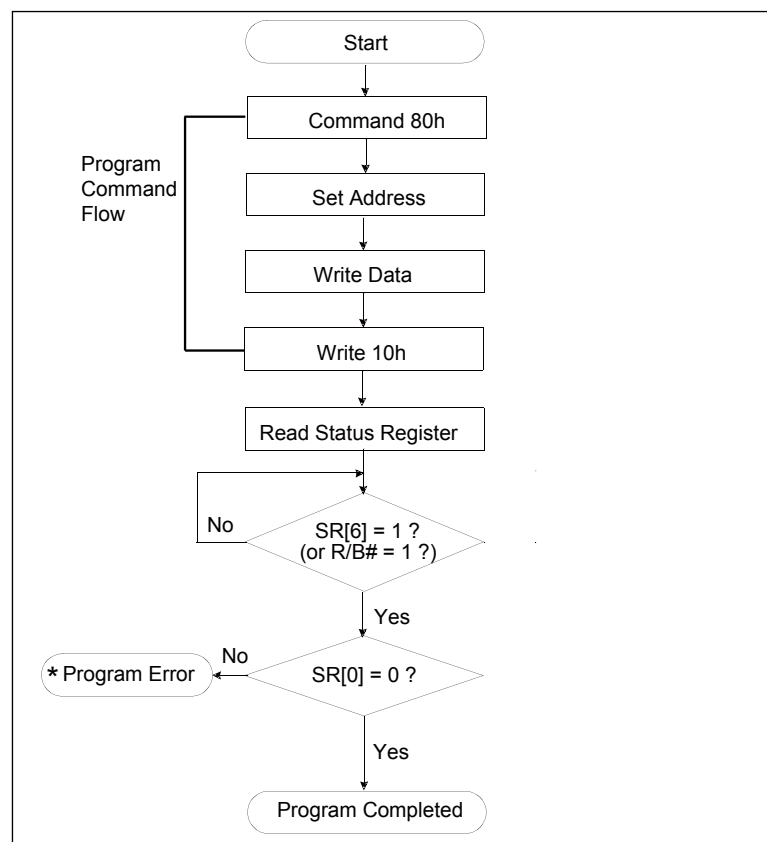 Start
Command 80h
Program
Command
Flow
Set Address
Write Data
Write 10h
Read Status Register
No
SR[6] = 1 ?
(or R/B# = 1 ?)
Yes
No
* Program Error
SR[0] = 0 ?
Yes
Program Completed